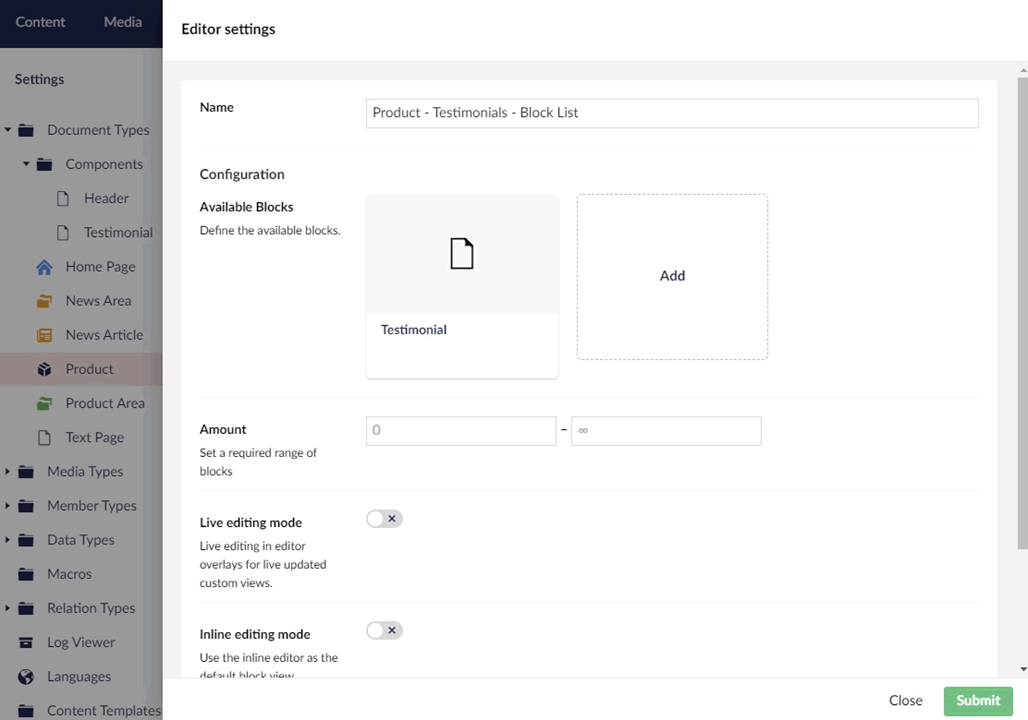 Content Media
Editor settings
Settings
Document Types
Components
Header
Testimonial
Home Page
News Area
News Article
Product
Product Area
Text Page
Media Types
Member Types
Data Types
Macros
Relation Types
Log Viewer
Languages
Content Templates
Name
Product - Testimonials - Block List
Configuration
Available Blocks
Define the available blocks.
Testimonial
Add
Amount
Set a required range of
blocks
0 – ∞
Live editing mode
Live editing in editor
overlays for live updated
custom views.
Inline editing mode
Use the inline editor as the
default block view
Close Submit